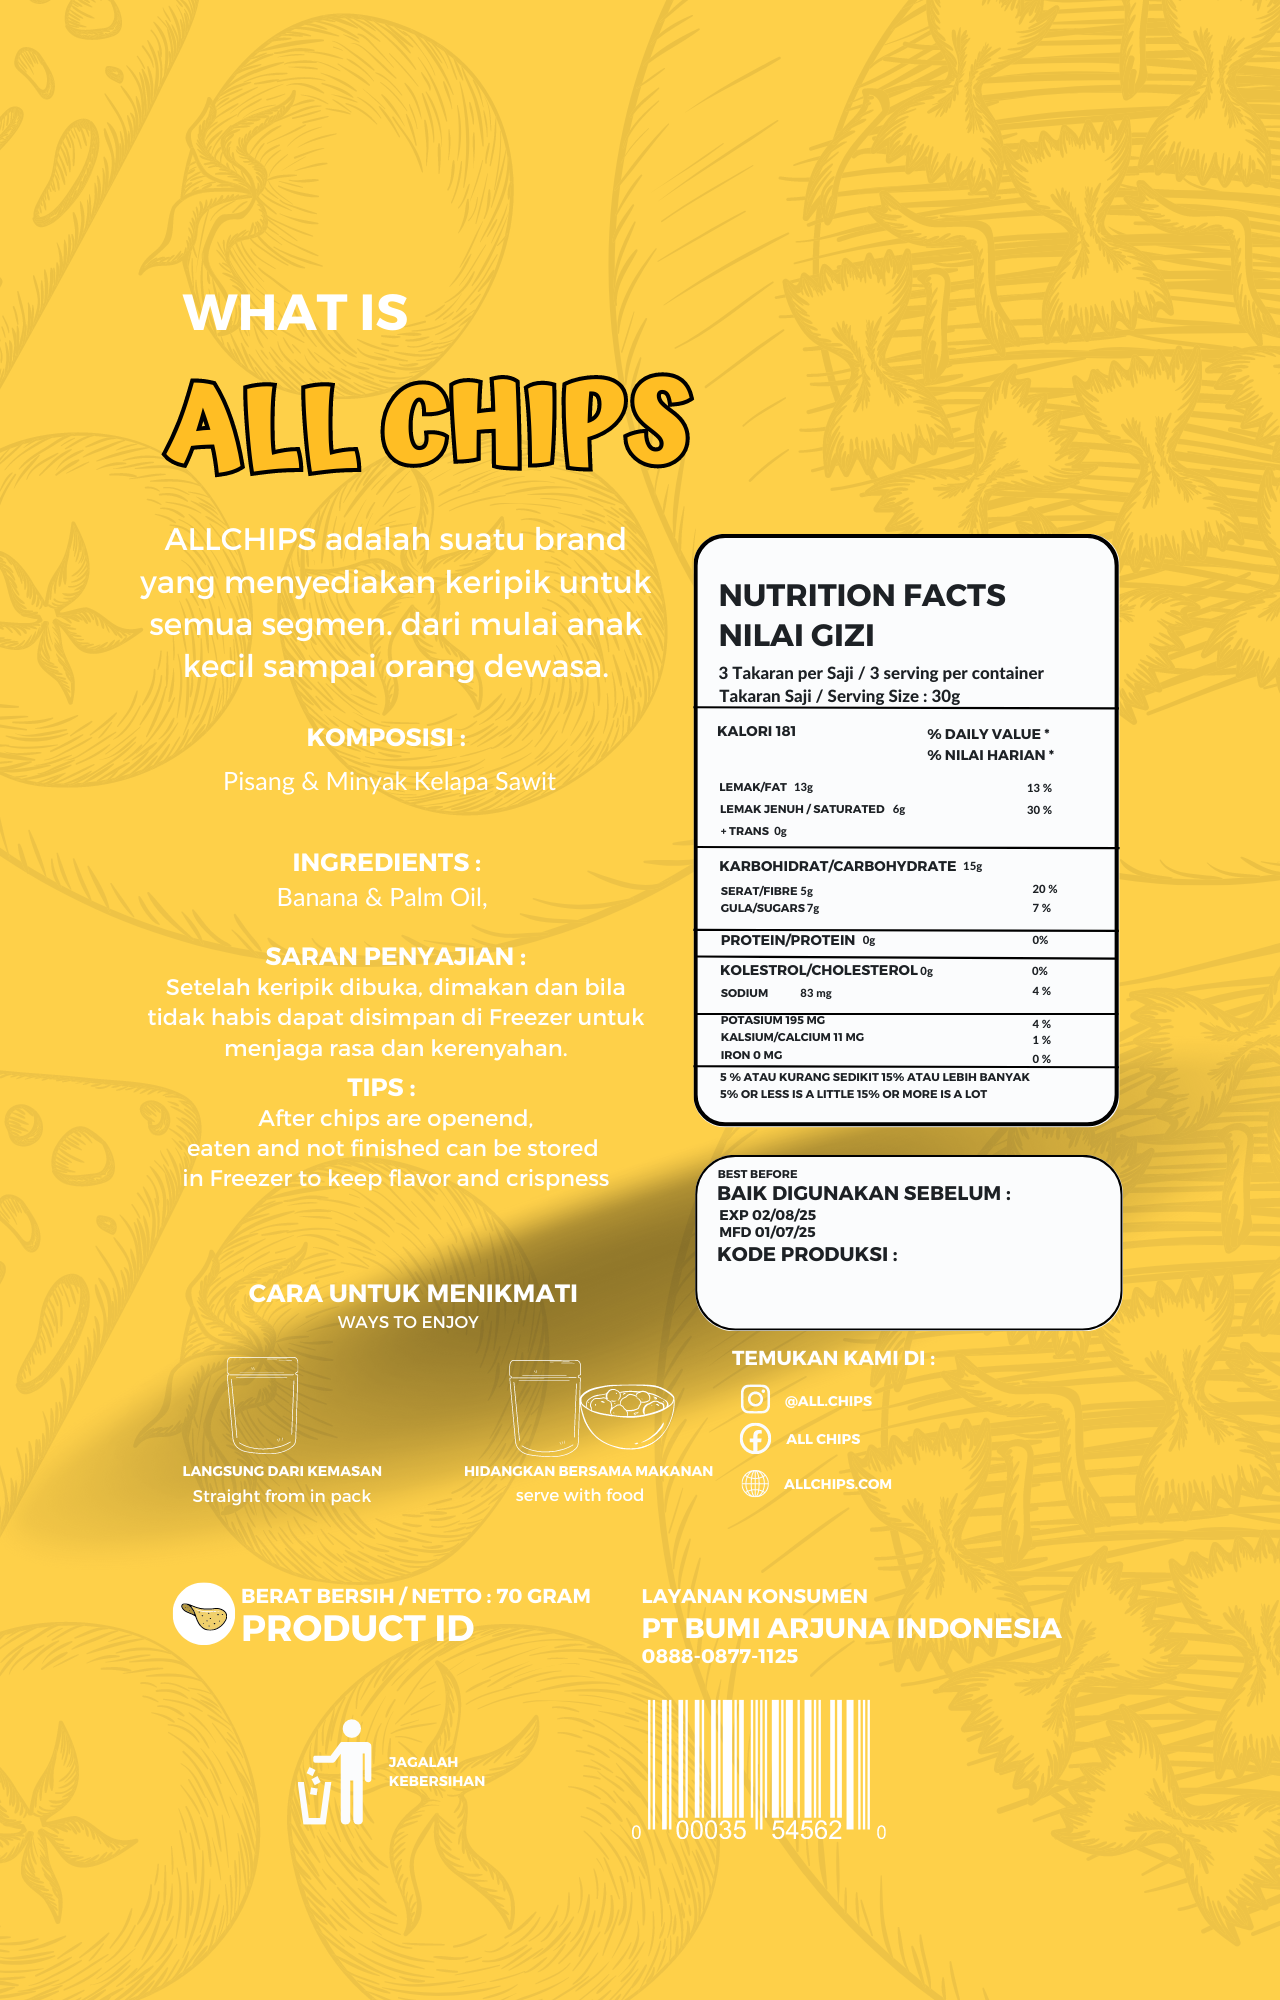 WHAT IS
ALL CHIPS
ALLCHIPS adalah suatu brand
yang menyediakan keripik untuk
semua segmen. dari mulai anak
kecil sampai orang dewasa.
KOMPOSISI :
Pisang & Minyak Kelapa Sawit
INGREDIENTS :
Banana & Palm Oil,
SARAN PENYAJIAN :
Setelah keripik dibuka, dimakan dan bila
tidak habis dapat disimpan di Freezer untuk
menjaga rasa dan kerenyahan.
TIPS :
After chips are openend,
eaten and not finished can be stored
in Freezer to keep flavor and crispness
NUTRITION FACTS
NILAI GIZI
3 Takaran per Saji / 3 serving per container
Takaran Saji / Serving Size : 30g
KALORI 181
% DAILY VALUE *
% NILAI HARIAN *
LEMAK/FAT 13g 13 %
LEMAK JENUH / SATURATED 6g 30 %
+ TRANS 0g
KARBOHIDRAT/CARBOHYDRATE 15g
SERAT/FIBRE 5g 20 %
GULA/SUGARS 7g 7 %
PROTEIN/PROTEIN 0g 0%
KOLESTROL/CHOLESTEROL 0g 0%
SODIUM 83 mg 4 %
POTASIUM 195 MG 4 %
KALSIUM/CALCIUM 11 MG 1 %
IRON 0 MG 0 %
5 % ATAU KURANG SEDIKIT 15% ATAU LEBIH BANYAK
5% OR LESS IS A LITTLE 15% OR MORE IS A LOT
BEST BEFORE
BAIK DIGUNAKAN SEBELUM :
EXP 02/08/25
MFD 01/07/25
KODE PRODUKSI :
CARA UNTUK MENIKMATI
WAYS TO ENJOY
LANGSUNG DARI KEMASAN
Straight from in pack
HIDANGKAN BERSAMA MAKANAN
serve with food
TEMUKAN KAMI DI :
@ALL.CHIPS
ALL CHIPS
ALLCHIPS.COM
BERAT BERSIH / NETTO : 70 GRAM
PRODUCT ID
LAYANAN KONSUMEN
PT BUMI ARJUNA INDONESIA
0888-0877-1125
JAGALAH
KEBERSIHAN
0 00035 54562 0